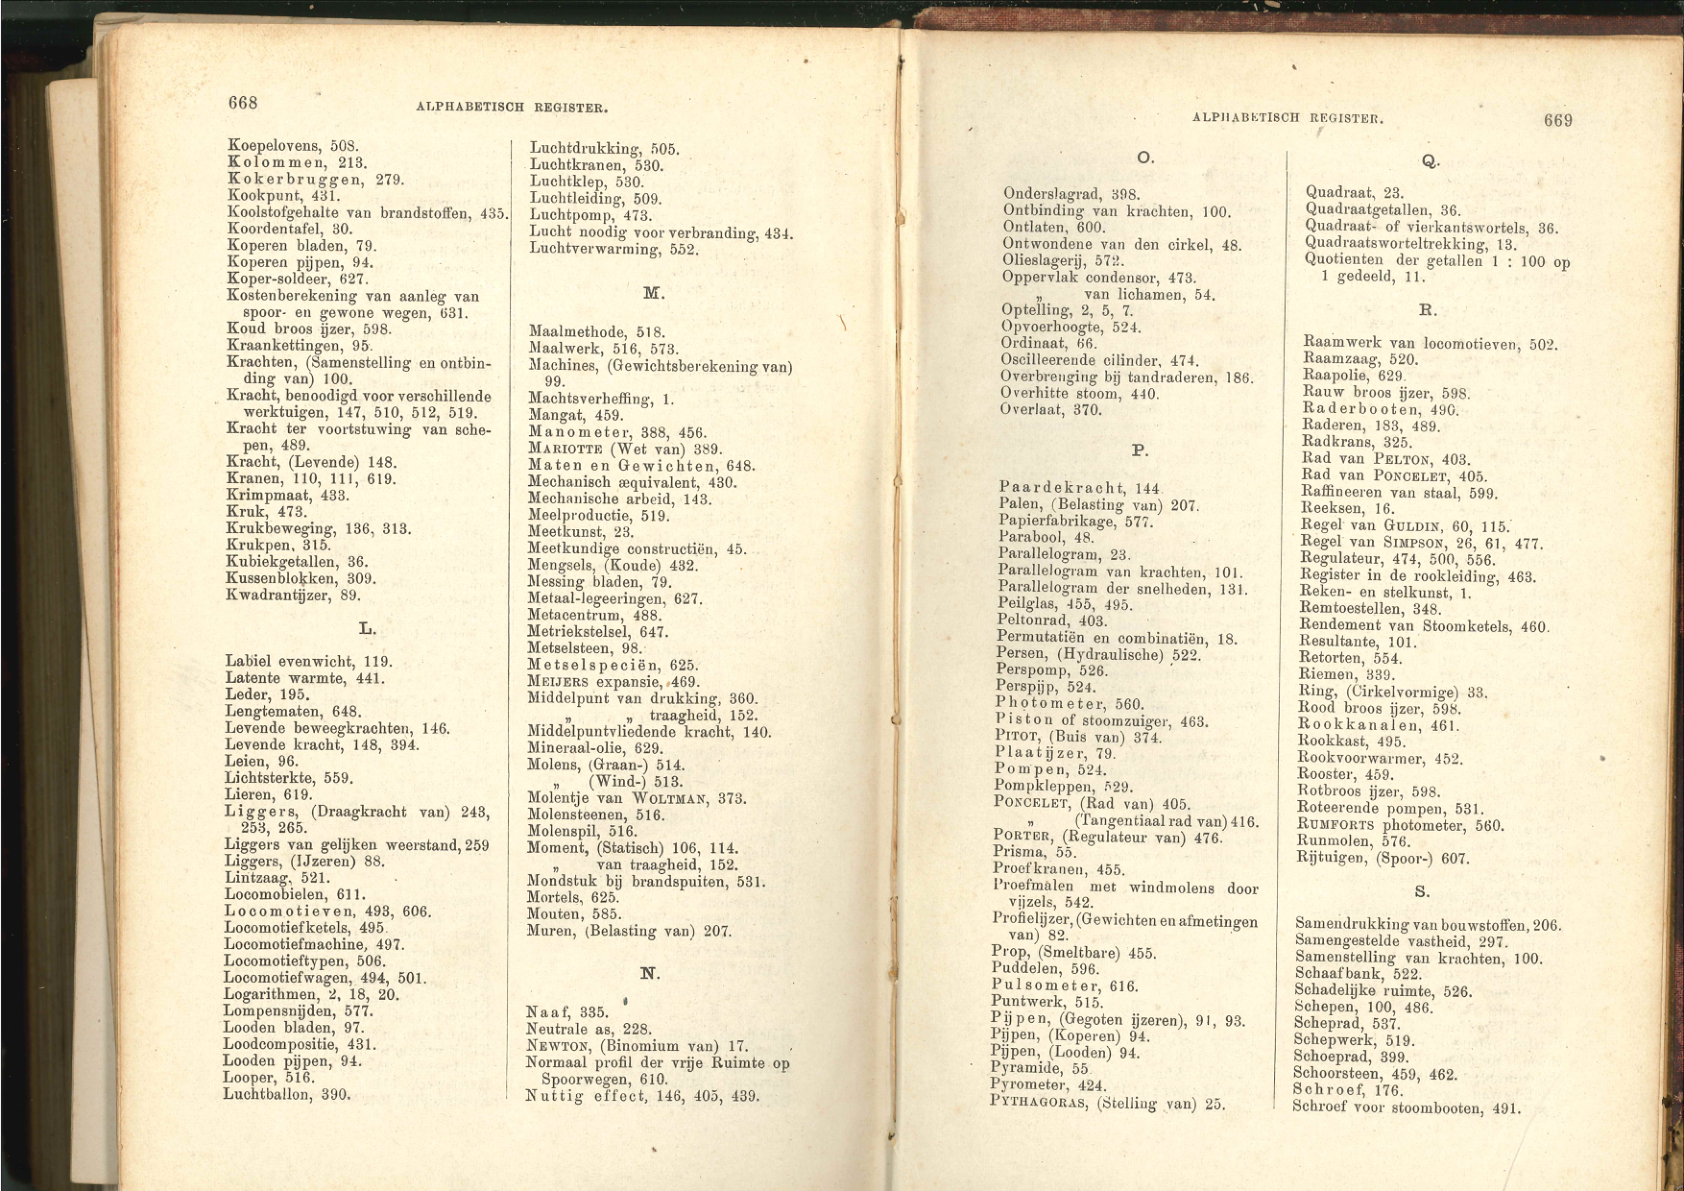 668
ALPHABETISCH REGISTER.
Koepelovens, 508.
Kolommen, 213.
Kokerbruggen, 279.
Kookpunt, 431.
Koolstofgehalte van brandstoffen, 435.
Koordentafel, 30.
Koperen bladen, 79.
Koperen pijpen, 94.
Koper-soldeer, 627.
Kostenberekening van aanleg van
spoor- en gewone wegen, 631.
Koud broos ijzer, 598.
Kraankettingen, 95.
Krachten, (Samenstelling en ontbin-
ding van) 100.
Kracht, benoodigd voor verschillende
werktuigen, 147, 510, 512, 519.
Kracht ter voortstuwing van sche-
pen, 489.
Kracht, (Levende) 148.
Kranen, 110, 111, 619.
Krimpmaat, 433.
Kruk, 473.
Krukbeweging, 136, 313.
Krukpen, 315.
Kubiekgetallen, 36.
Kussenblokken, 309.
Kwadrantijzer, 89.
L.
Labiel evenwicht, 119.
Latente warmte, 441.
Leder, 195.
Lengtematen, 648.
Levende beweegkrachten, 146.
Levende kracht, 148, 394.
Leien, 96.
Lichtsterkte, 559.
Lieren, 619.
Liggers, (Draagkracht van) 243,
253, 265.
Liggers van gelijken weerstand, 259
Liggers, (IJzeren) 88.
Lintzaag, 521.
Locomobielen, 611.
Locomotieven, 493, 606.
Locomotiefketels, 495.
Locomotiefmachine, 497.
Locomotieftypen, 506.
Locomotiefwagen, 494, 501.
Logarithmen, 2, 18, 20.
Lompensnijden, 577.
Looden bladen, 97.
Loodcompositie, 431.
Looden pijpen, 94.
Looper, 516.
Luchtballon, 390.
Luchtdrukking, 505.
Luchtkranen, 530.
Luchtklep, 530.
Luchtleiding, 509.
Luchtpomp, 473.
Lucht noodig voor verbranding, 434.
Luchtverwarming, 552.
M.
Maalmethode, 518.
Maalwerk, 516, 573.
Machines, (Gewichtsberekening van)
99.
Machtsverheffing, 1.
Mangat, 459.
Manometer, 388, 456.
MARIOTTE (Wet van) 389.
Maten en Gewichten, 648.
Mechanisch æquivalent, 430.
Mechanische arbeid, 143.
Meelproductie, 519.
Meetkunst, 23.
Meetkundige constructiën, 45.
Mengsels, (Koude) 432.
Messing bladen, 79.
Metaal-legeeringen, 627.
Metacentrum, 488.
Metriekstelsel, 647.
Metselsteen, 98.
Metselspeciën, 625.
MEIJERS expansie, 469.
Middelpunt van drukking, 360.
„ „ traagheid, 152.
Middelpuntvliedende kracht, 140.
Mineraal-olie, 629.
Molens, (Graan-) 514.
„ (Wind-) 513.
Molentje van WOLTMAN, 373.
Molensteenen, 516.
Molenspil, 516.
Moment, (Statisch) 106, 114.
„ van traagheid, 152.
Mondstuk bij brandspuiten, 531.
Mortels, 625.
Mouten, 585.
Muren, (Belasting van) 207.
N.
Naaf, 335.
Neutrale as, 228.
NEWTON, (Binomium van) 17.
Normaal profil der vrije Ruimte op
Spoorwegen, 610.
Nuttig effect, 146, 405, 439.
ALPHABETISCH REGISTER.
669
O.
Onderslagrad, 398.
Ontbinding van krachten, 100.
Ontlaten, 600.
Ontwondene van den cirkel, 48.
Olieslagerij, 572.
Oppervlak condensor, 473.
„ van lichamen, 54.
Optelling, 2, 5, 7.
Opvoerhoogte, 524.
Ordinaat, 66.
Oscilleerende cilinder, 474.
Overbrenging bij tandraderen, 186.
Overhitte stoom, 440.
Overlaat, 370.
P.
Paardekracht, 144.
Palen, (Belasting van) 207.
Papierfabrikage, 577.
Parabool, 48.
Parallelogram, 23.
Parallelogram van krachten, 101.
Parallelogram der snelheden, 131.
Peilglas, 455, 495.
Peltonrad, 403.
Permutatiën en combinatiën, 18.
Persen, (Hydraulische) 522.
Perspomp, 526.
Perspijp, 524.
Photometer, 560.
Piston of stoomzuiger, 463.
PITOT, (Buis van) 374.
Plaatijzer, 79.
Pompen, 524.
Pompkleppen, 529.
PONCELET, (Rad van) 405.
„ (Tangentiaal rad van) 416.
PORTER, (Regulateur van) 476.
Prisma, 55.
Proefkranen, 455.
Proefmalen met windmolens door
vijzels, 542.
Profielijzer, (Gewichten en afmetingen
van) 82.
Prop, (Smeltbare) 455.
Puddelen, 596.
Pulsometer, 616.
Puntwerk, 515.
Pijpen, (Gegoten ijzeren), 91, 93.
Pijpen, (Koperen) 94.
Pijpen, (Looden) 94.
Pyramide, 55
Pyrometer, 424.
PYTHAGORAS, (Stelling van) 25.
Q.
Quadraat, 23.
Quadraatgetallen, 36.
Quadraat- of vierkantswortels, 36.
Quadraatsworteltrekking, 13.
Quotienten der getallen 1 : 100 op
1 gedeeld, 11.
R.
Raamwerk van locomotieven, 502.
Raamzaag, 520.
Raapolie, 629.
Rauw broos ijzer, 598.
Raderbooten, 490.
Raderen, 183, 489.
Radkrans, 325.
Rad van PELTON, 403.
Rad van PONCELET, 405.
Raffineeren van staal, 599.
Reeksen, 16.
Regel van GULDIN, 60, 115.
Regel van SIMPSON, 26, 61, 477.
Regulateur, 474, 500, 556.
Register in de rookleiding, 463.
Reken- en stelkunst, 1.
Remtoestellen, 348.
Rendement van Stoomketels, 460.
Resultante, 101.
Retorten, 554.
Riemen, 339.
Ring, (Cirkelvormige) 33.
Rood broos ijzer, 598.
Rookkanalen, 461.
Rookkast, 495.
Rookvoorwarmer, 452.
Rooster, 459.
Rotbroos ijzer, 598.
Roteerende pompen, 531.
RUMFORTS photometer, 560.
Runmolen, 576.
Rijtuigen, (Spoor-) 607.
S.
Samendrukking van bouwstoffen, 206.
Samengestelde vastheid, 297.
Samenstelling van krachten, 100.
Schaafbank, 522.
Schadelijke ruimte, 526.
Schepen, 100, 486.
Scheprad, 537.
Schepwerk, 519.
Schoeprad, 399.
Schoorsteen, 459, 462.
Schroef, 176.
Schroef voor stoombooten, 491.